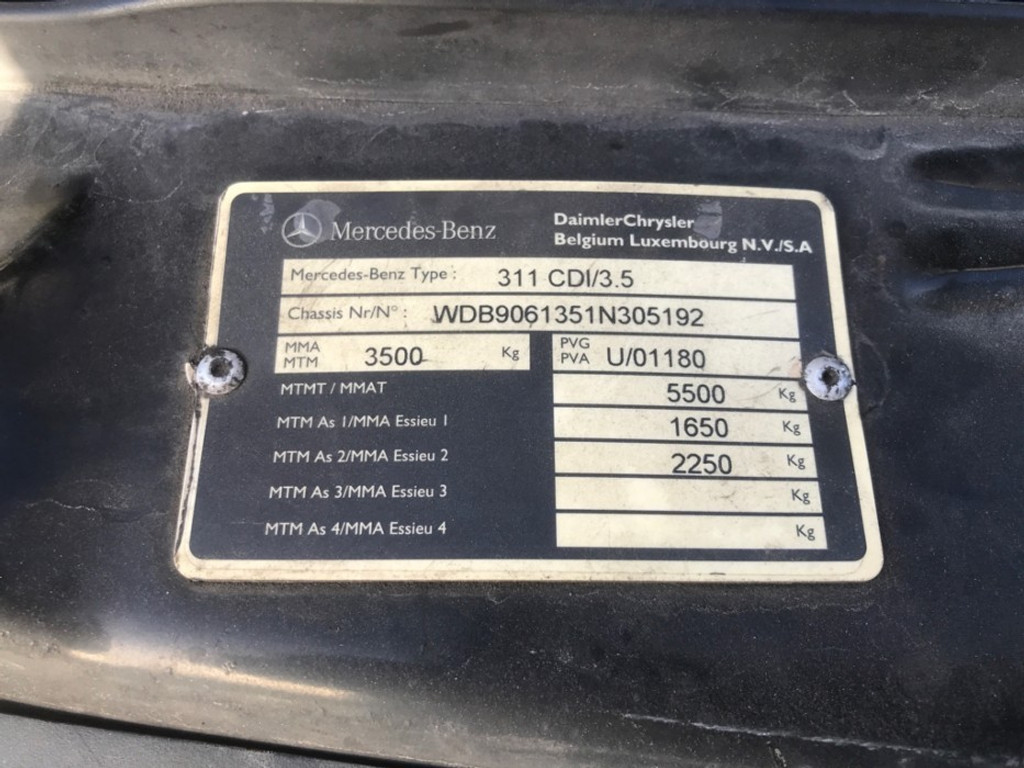 Mercedes-Benz
DaimlerChrysler
Belgium Luxembourg N.V./S.A
Mercedes-Benz Type : 311 CDI/3.5
Chassis Nr/N° : WDB9061351N305192
MMA
MTM 3500 Kg
PVG
PVA U/01180
MTMT / MMAT 5500 Kg
MTM As 1/MMA Essieu 1 1650 Kg
MTM As 2/MMA Essieu 2 2250 Kg
MTM As 3/MMA Essieu 3 Kg
MTM As 4/MMA Essieu 4 Kg